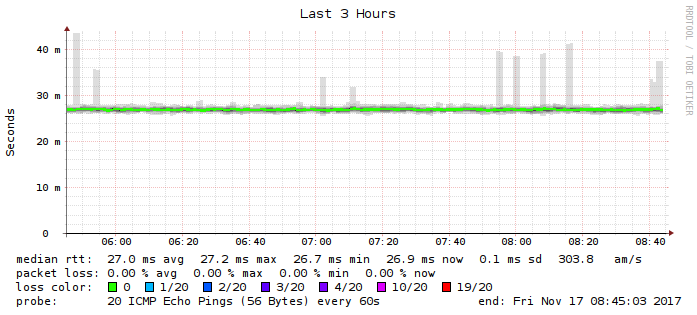 Last 3 Hours
RRDTOOL / TOBI OETIKER
Seconds
40 m
30 m
20 m
10 m
0
06:00 06:20 06:40 07:00 07:20 07:40 08:00 08:20 08:40
median rtt: 27.0 ms avg 27.2 ms max 26.7 ms min 26.9 ms now 0.1 ms sd 303.8 am/s
packet loss: 0.00 % avg 0.00 % max 0.00 % min 0.00 % now
loss color: 0 1/20 2/20 3/20 4/20 10/20 19/20
probe: 20 ICMP Echo Pings (56 Bytes) every 60s end: Fri Nov 17 08:45:03 2017